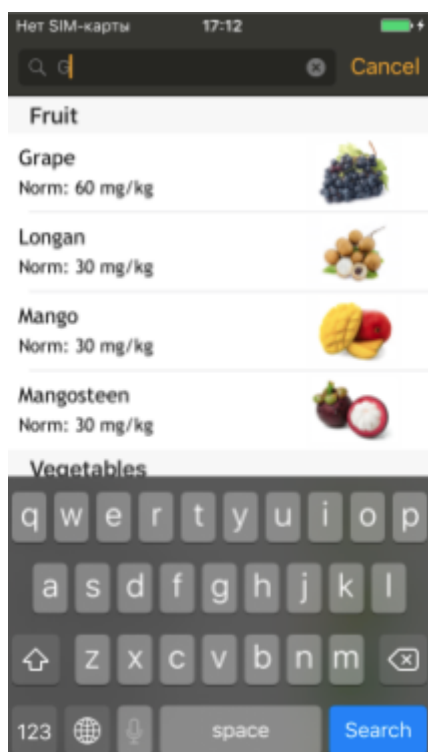 Нет SIM-карты 17:12
G Cancel
Fruit
Grape
Norm: 60 mg/kg
Longan
Norm: 30 mg/kg
Mango
Norm: 30 mg/kg
Mangosteen
Norm: 30 mg/kg
Vegetables
q w e r t y u i o p
a s d f g h j k l
z x c v b n m
123 space Search